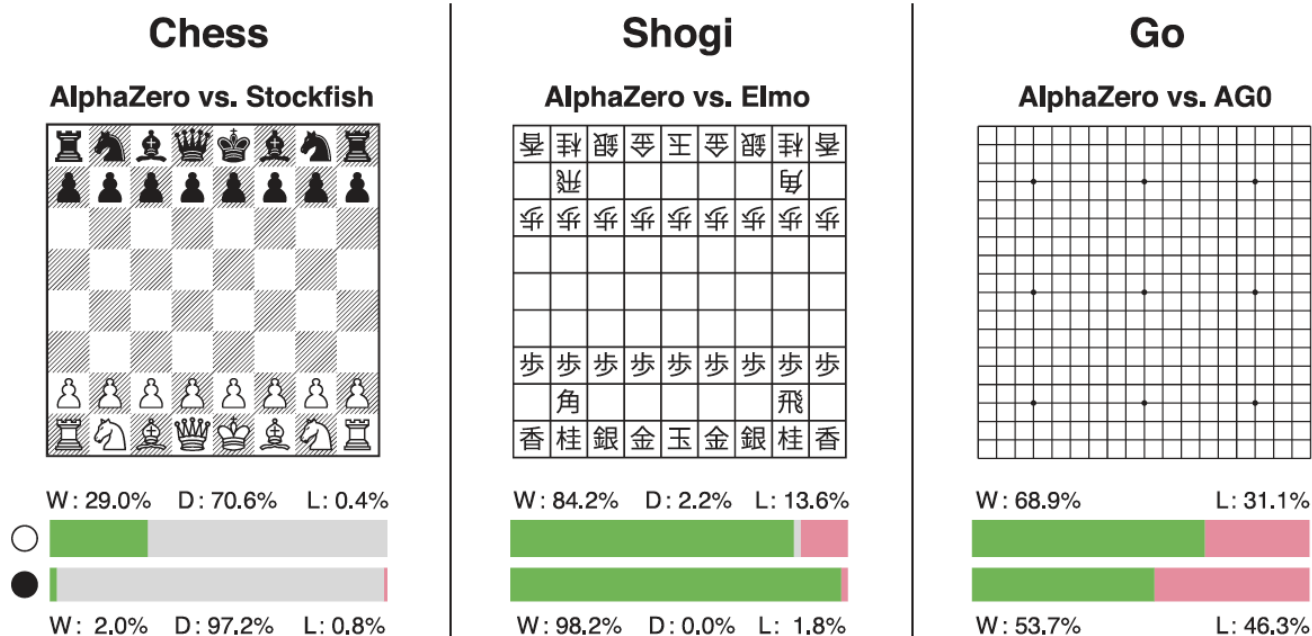 Chess
AlphaZero vs. Stockfish
W: 29.0% D: 70.6% L: 0.4%
W: 2.0% D: 97.2% L: 0.8%
Shogi
AlphaZero vs. Elmo
香桂銀金玉金銀桂香
飛角
歩歩歩歩歩歩歩歩歩
歩歩歩歩歩歩歩歩歩
角飛
香桂銀金玉金銀桂香
W: 84.2% D: 2.2% L: 13.6%
W: 98.2% D: 0.0% L: 1.8%
Go
AlphaZero vs. AG0
W: 68.9% L: 31.1%
W: 53.7% L: 46.3%